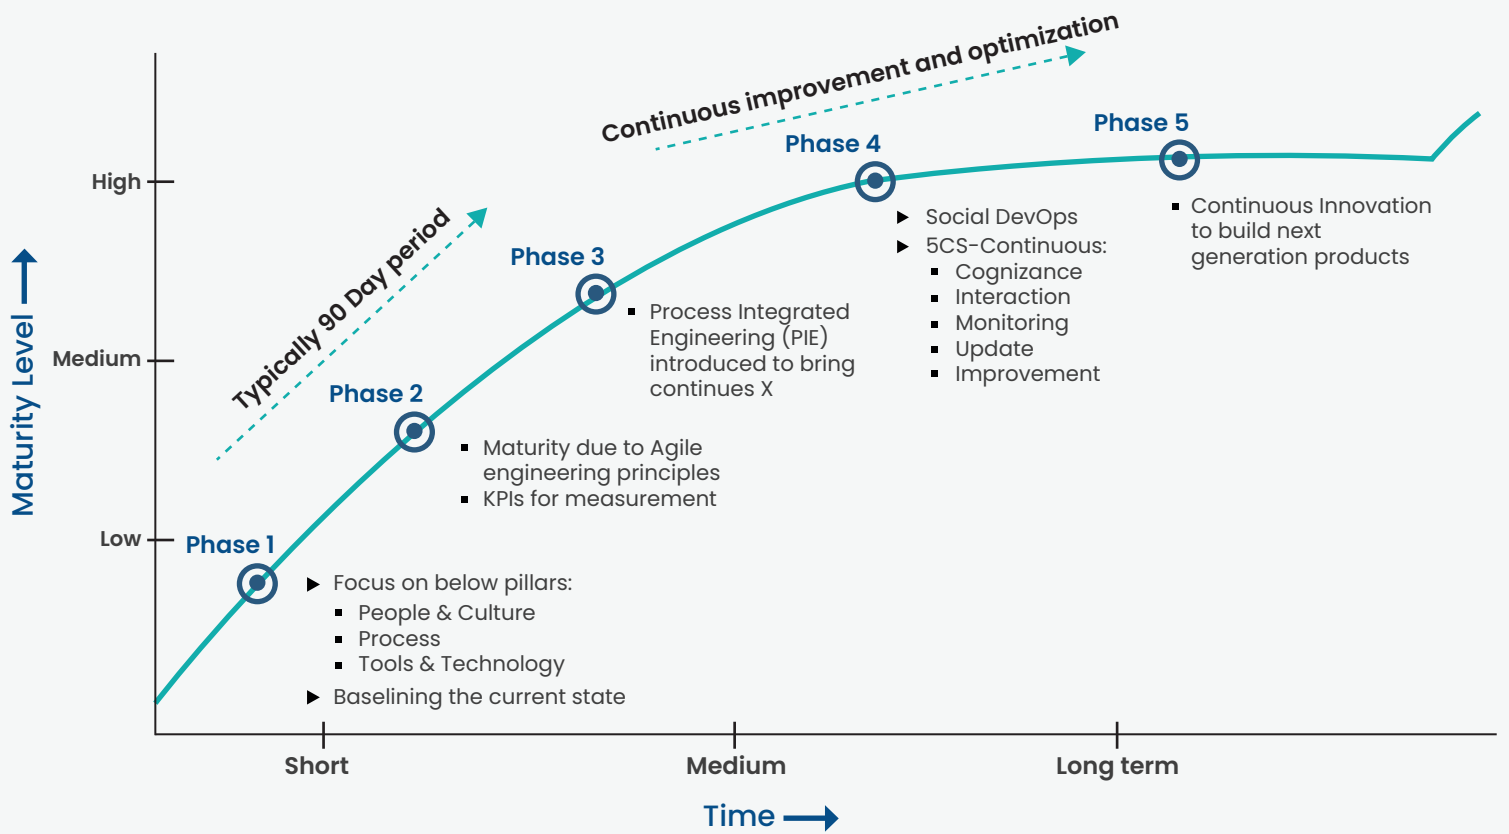 Continuous improvement and optimization
Typically 90 Day period
Maturity Level
High
Medium
Low
Phase 1
Focus on below pillars:
People & Culture
Process
Tools & Technology
Baselining the current state
Phase 2
Maturity due to Agile
engineering principles
KPIs for measurement
Phase 3
Process Integrated
Engineering (PIE)
introduced to bring
continues X
Phase 4
Social DevOps
5CS-Continuous:
Cognizance
Interaction
Monitoring
Update
Improvement
Phase 5
Continuous Innovation
to build next
generation products
Short
Medium
Long term
Time